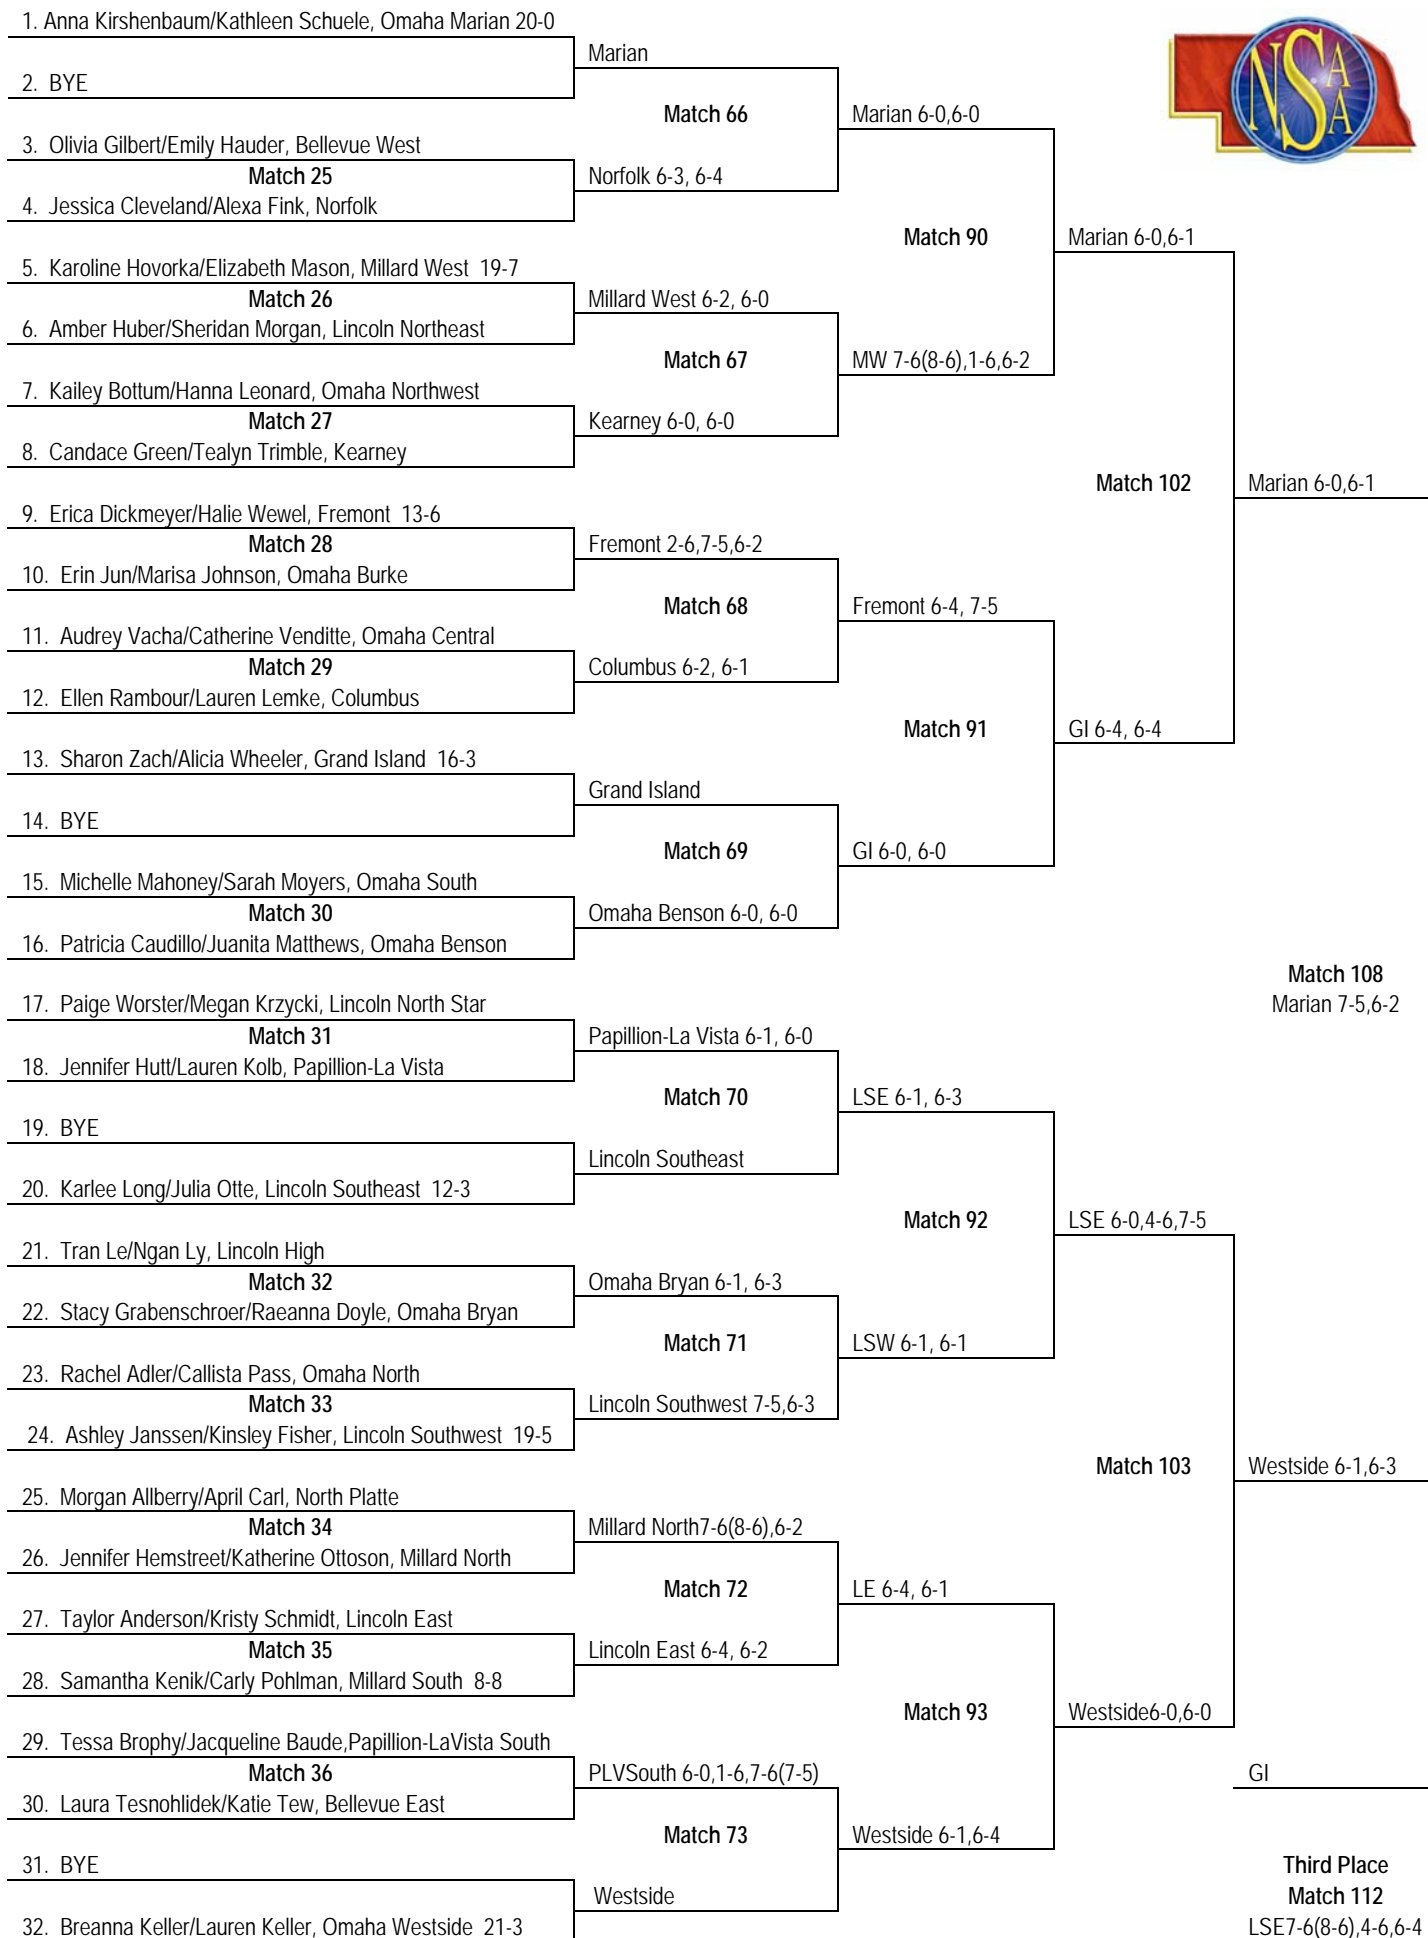 1. Anna Kirshenbaum/Kathleen Schuele, Omaha Marian 20-0
Marian
2. BYE
Match 66
Marian 6-0,6-0
NSAA
3. Olivia Gilbert/Emily Hauder, Bellevue West
Match 25
Norfolk 6-3, 6-4
4. Jessica Cleveland/Alexa Fink, Norfolk
Match 90
Marian 6-0,6-1
5. Karoline Hovorka/Elizabeth Mason, Millard West 19-7
Match 26
Millard West 6-2, 6-0
6. Amber Huber/Sheridan Morgan, Lincoln Northeast
Match 67
MW 7-6(8-6),1-6,6-2
7. Kailey Bottum/Hanna Leonard, Omaha Northwest
Match 27
Kearney 6-0, 6-0
8. Candace Green/Tealyn Trimble, Kearney
Match 102
Marian 6-0,6-1
9. Erica Dickmeyer/Halie Wewel, Fremont 13-6
Match 28
Fremont 2-6,7-5,6-2
10. Erin Jun/Marisa Johnson, Omaha Burke
Match 68
Fremont 6-4, 7-5
11. Audrey Vacha/Catherine Venditte, Omaha Central
Match 29
Columbus 6-2, 6-1
12. Ellen Rambour/Lauren Lemke, Columbus
Match 91
GI 6-4, 6-4
13. Sharon Zach/Alicia Wheeler, Grand Island 16-3
Grand Island
14. BYE
Match 69
GI 6-0, 6-0
15. Michelle Mahoney/Sarah Moyers, Omaha South
Match 30
Omaha Benson 6-0, 6-0
16. Patricia Caudillo/Juanita Matthews, Omaha Benson
Match 108
Marian 7-5,6-2
17. Paige Worster/Megan Krzycki, Lincoln North Star
Match 31
Papillion-La Vista 6-1, 6-0
18. Jennifer Hutt/Lauren Kolb, Papillion-La Vista
Match 70
LSE 6-1, 6-3
19. BYE
Lincoln Southeast
20. Karlee Long/Julia Otte, Lincoln Southeast 12-3
Match 92
LSE 6-0,4-6,7-5
21. Tran Le/Ngan Ly, Lincoln High
Match 32
Omaha Bryan 6-1, 6-3
22. Stacy Grabenschroer/Raeanna Doyle, Omaha Bryan
Match 71
LSW 6-1, 6-1
23. Rachel Adler/Callista Pass, Omaha North
Match 33
Lincoln Southwest 7-5,6-3
24. Ashley Janssen/Kinsley Fisher, Lincoln Southwest 19-5
Match 103
Westside 6-1,6-3
25. Morgan Allberry/April Carl, North Platte
Match 34
Millard North7-6(8-6),6-2
26. Jennifer Hemstreet/Katherine Ottoson, Millard North
Match 72
LE 6-4, 6-1
27. Taylor Anderson/Kristy Schmidt, Lincoln East
Match 35
Lincoln East 6-4, 6-2
28. Samantha Kenik/Carly Pohlman, Millard South 8-8
Match 93
Westside6-0,6-0
29. Tessa Brophy/Jacqueline Baude,Papillion-LaVista South
Match 36
PLVSouth 6-0,1-6,7-6(7-5)
GI
30. Laura Tesnohlidek/Katie Tew, Bellevue East
Match 73
Westside 6-1,6-4
31. BYE
Third Place
Westside
Match 112
32. Breanna Keller/Lauren Keller, Omaha Westside 21-3
LSE7-6(8-6),4-6,6-4